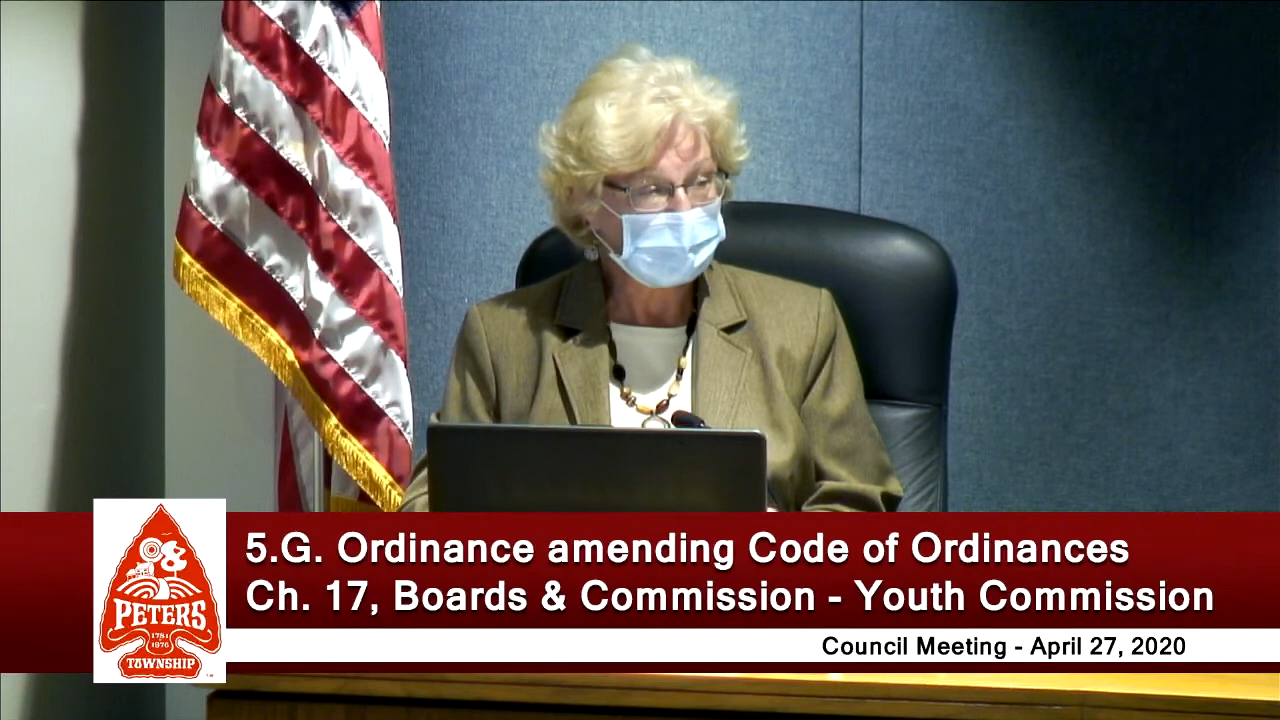 5.G. Ordinance amending Code of Ordinances
Ch. 17, Boards & Commission - Youth Commission
Council Meeting - April 27, 2020
PETERS
1781
1976
TOWNSHIP